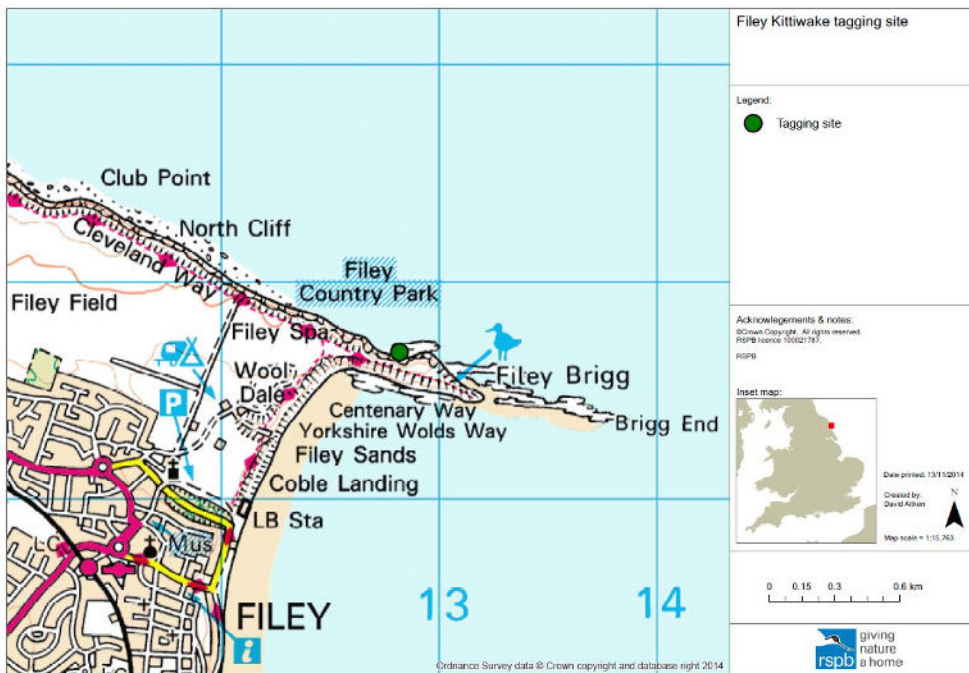 Filey Kittiwake tagging site
Legend:
Tagging site
Club Point
North Cliff
Cleveland Way
Filey
Country Park
Filey Field
Filey Spa
Wool
Dale
Filey Brigg
Centenary Way
Yorkshire Wolds Way
Brigg End
Filey Sands
Coble Landing
P
LB Sta
LC
Mus
FILEY
i
13
14
Ordnance Survey data © Crown copyright and database right 2014
Acknowlegements & notes:
©Crown Copyright. All rights reserved.
RSPB licence 100021787.
RSPB
Inset map:
Date printed: 13/11/2014
Created by:
David Aitken
N
Map scale = 1:15,763
0 0.15 0.3 0.6 km
rspb
giving
nature
a home